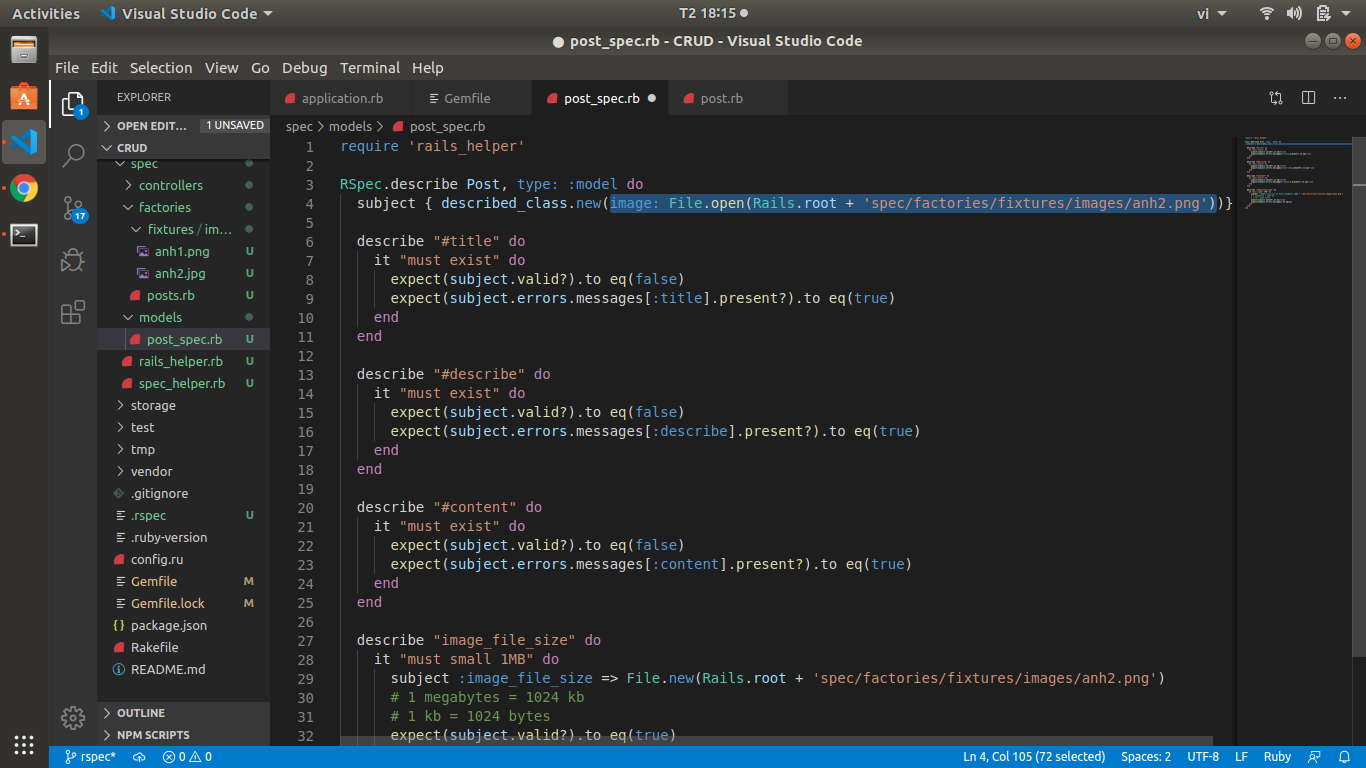 Activities Visual Studio Code T2 18:15 vi
post_spec.rb - CRUD - Visual Studio Code
File Edit Selection View Go Debug Terminal Help
EXPLORER
OPEN EDIT... 1 UNSAVED
CRUD
spec
controllers
factories
fixtures / im...
anh1.png U
anh2.jpg U
posts.rb U
models
post_spec.rb U
rails_helper.rb U
spec_helper.rb U
storage
test
tmp
vendor
.gitignore
.rspec U
.ruby-version
config.ru
Gemfile M
Gemfile.lock M
package.json
Rakefile
README.md
OUTLINE
NPM SCRIPTS
1
17
application.rb Gemfile post_spec.rb post.rb
spec > models > post_spec.rb
1 require 'rails_helper'
2
3 RSpec.describe Post, type: :model do
4 subject { described_class.new(image: File.open(Rails.root + 'spec/factories/fixtures/images/anh2.png'))}
5
6 describe "#title" do
7 it "must exist" do
8 expect(subject.valid?).to eq(false)
9 expect(subject.errors.messages[:title].present?).to eq(true)
10 end
11 end
12
13 describe "#describe" do
14 it "must exist" do
15 expect(subject.valid?).to eq(false)
16 expect(subject.errors.messages[:describe].present?).to eq(true)
17 end
18 end
19
20 describe "#content" do
21 it "must exist" do
22 expect(subject.valid?).to eq(false)
23 expect(subject.errors.messages[:content].present?).to eq(true)
24 end
25 end
26
27 describe "image_file_size" do
28 it "must small 1MB" do
29 subject :image_file_size => File.new(Rails.root + 'spec/factories/fixtures/images/anh2.png')
30 # 1 megabytes = 1024 kb
31 # 1 kb = 1024 bytes
32 expect(subject.valid?).to eq(true)
rspec* 0 0 Ln 4, Col 105 (72 selected) Spaces: 2 UTF-8 LF Ruby